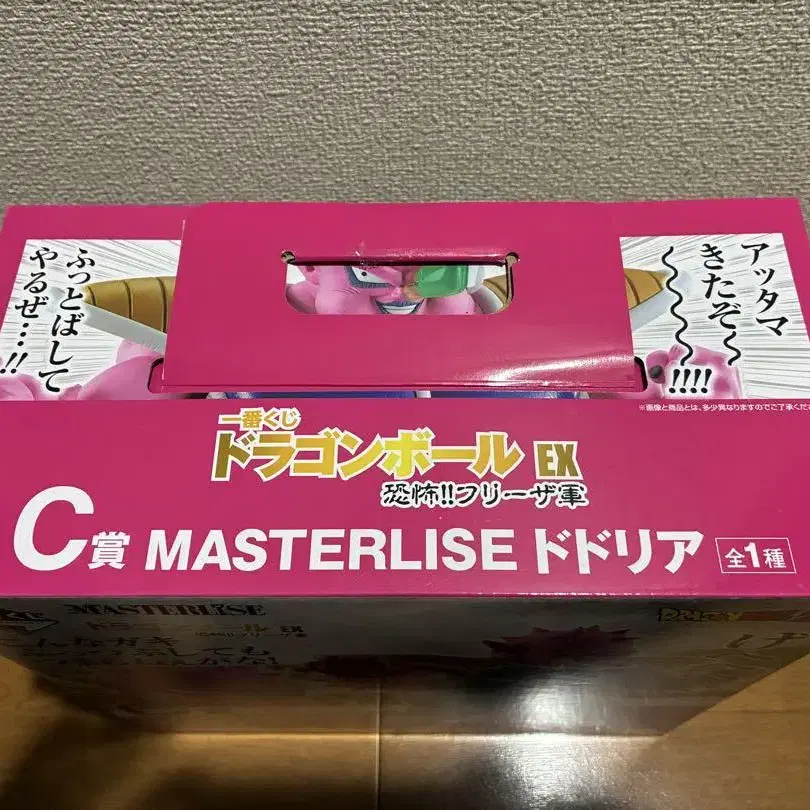 アッタマ
きたぞ〜
〜〜〜!!!!
ふっとばして
やるぜ…!!
※画像と商品とは、多少異なりますのでご了承くだ
一番くじ
ドラゴンボール EX
恐怖!!フリーザ軍
C賞 MASTERLISE ドドリア 全1種
MASTERLISE
EX